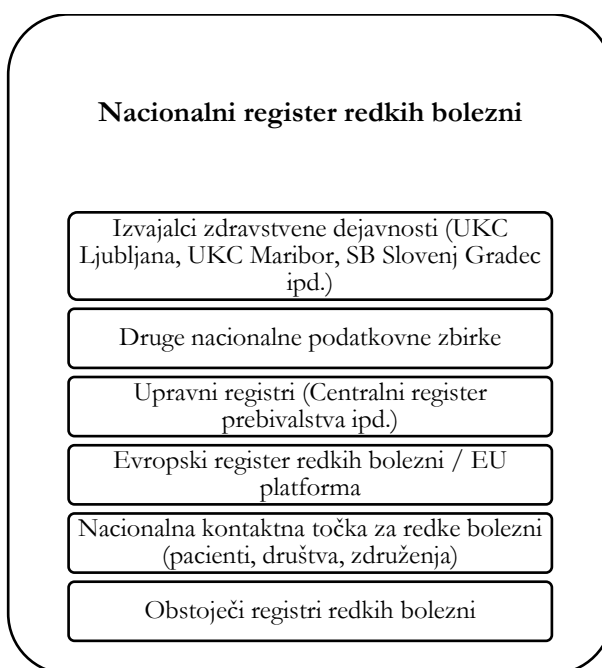 Nacionalni register redkih bolezni
Izvajalci zdravstvene dejavnosti (UKC
Ljubljana, UKC Maribor, SB Slovenj Gradec
ipd.)
Druge nacionalne podatkovne zbirke
Upravni registri (Centralni register
prebivalstva ipd.)
Evropski register redkih bolezni / EU
platforma
Nacionalna kontaktna točka za redke bolezni
(pacienti, društva, združenja)
Obstoječi registri redkih bolezni